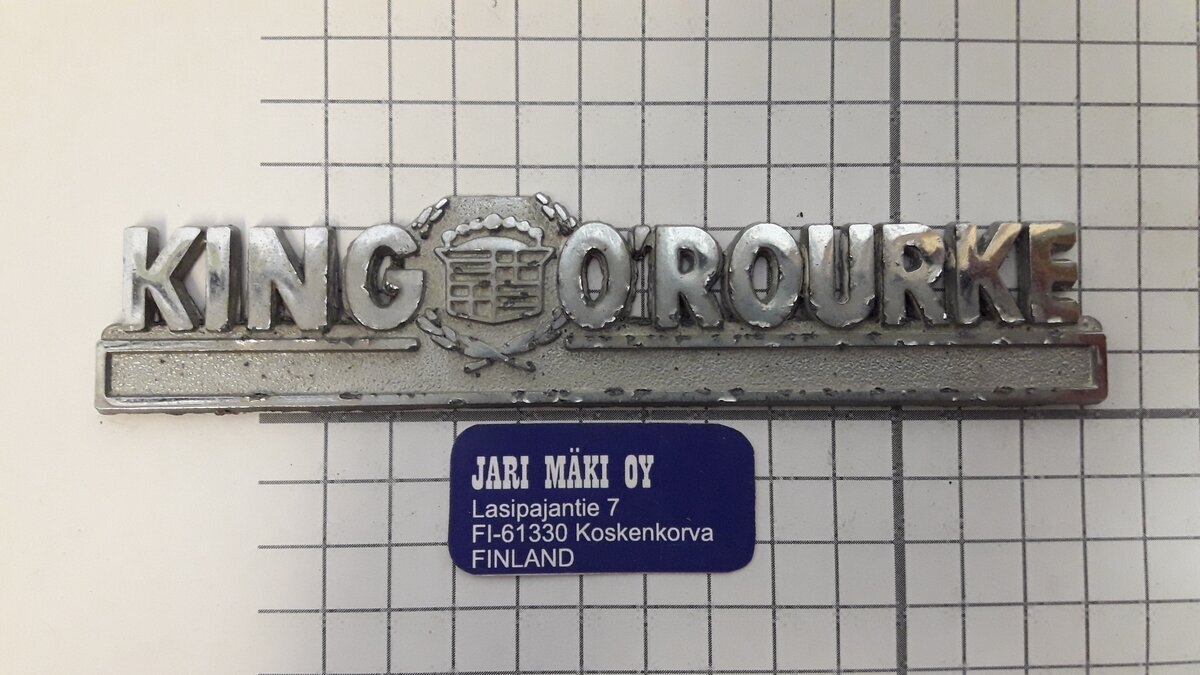 KING O'ROURKE
JARI MÄKI OY
Lasipajantie 7
FI-61330 Koskenkorva
FINLAND